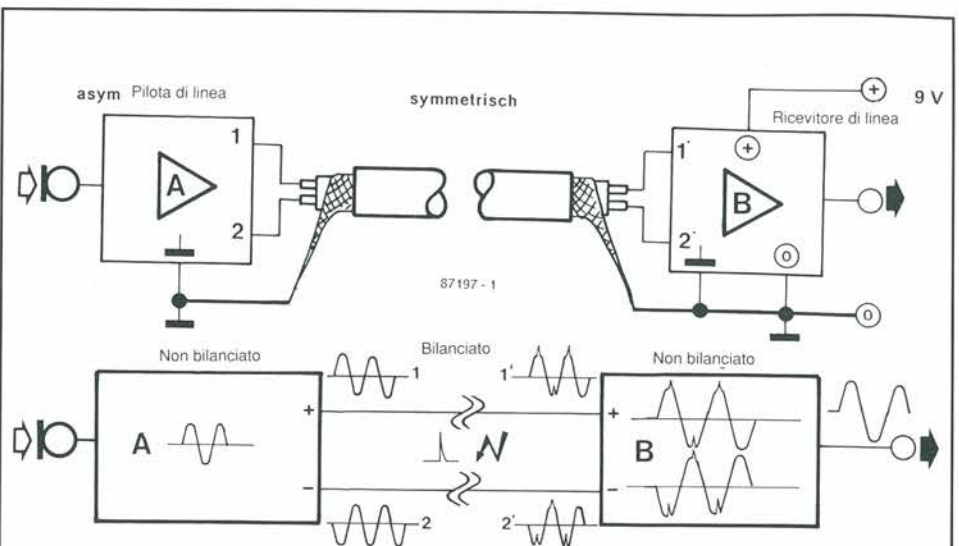 asym Pilota di linea
symmetrisch
+ 9 V
Ricevitore di linea
1
A
2
1'
+
B
2'
0
87197 - 1
0
Non bilanciato
Bilanciato
Non bilanciato
1
1'
+
+
A
B
−
−
2
2'